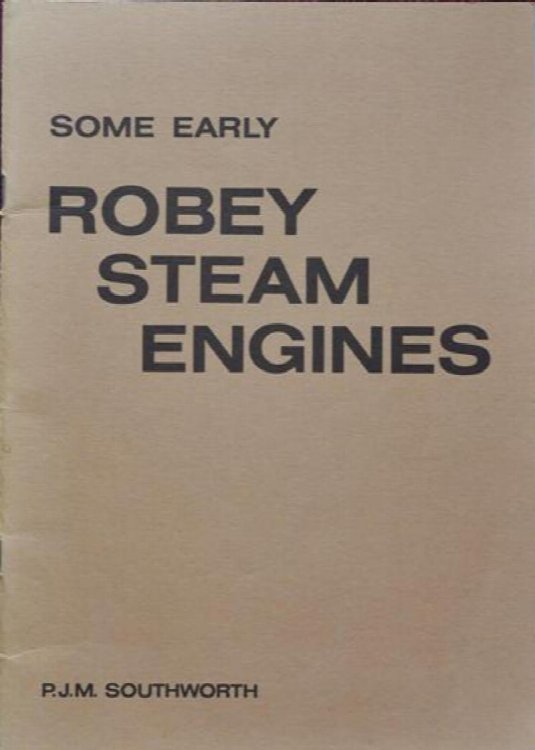 SOME EARLY
ROBEY
STEAM
ENGINES
P.J.M. SOUTHWORTH